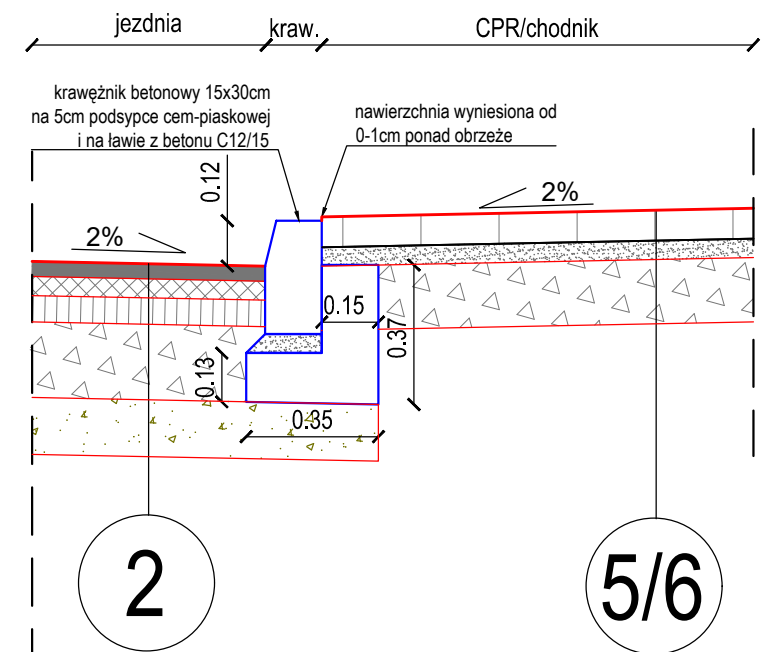 jezdnia
kraw.
CPR/chodnik
krawężnik betonowy 15x30cm
na 5cm podsypce cem-piaskowej
i na ławie z betonu C12/15
nawierzchnia wyniesiona od
0-1cm ponad obrzeże
0.12
2%
2%
0.15
0.37
0.13
0.35
2
5/6